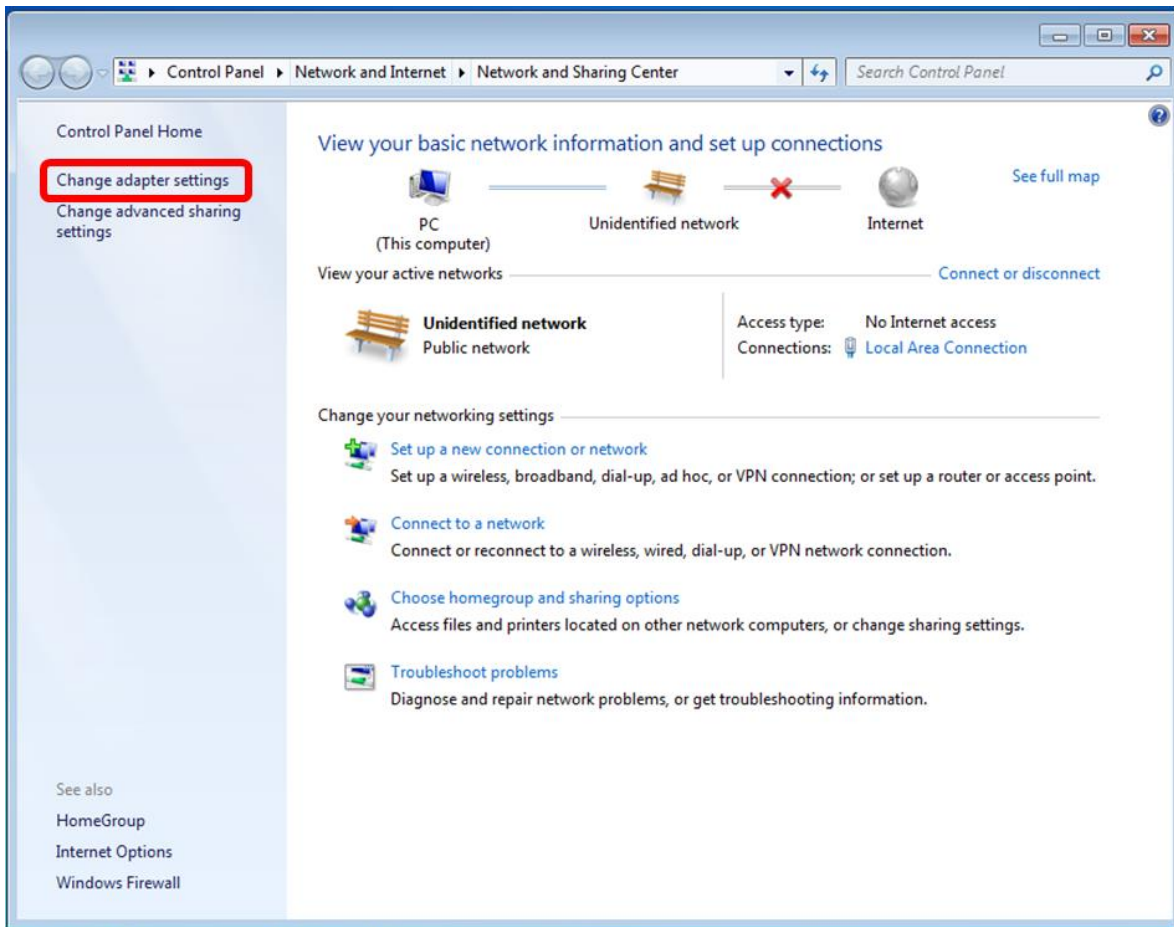 Control Panel Network and Internet Network and Sharing Center Search Control Panel
Control Panel Home
Change adapter settings
Change advanced sharing
settings
See also
HomeGroup
Internet Options
Windows Firewall
View your basic network information and set up connections
See full map
PC
(This computer)
Unidentified network
Internet
View your active networks
Connect or disconnect
Unidentified network
Public network
Access type: No Internet access
Connections: Local Area Connection
Change your networking settings
Set up a new connection or network
Set up a wireless, broadband, dial-up, ad hoc, or VPN connection; or set up a router or access point.
Connect to a network
Connect or reconnect to a wireless, wired, dial-up, or VPN network connection.
Choose homegroup and sharing options
Access files and printers located on other network computers, or change sharing settings.
Troubleshoot problems
Diagnose and repair network problems, or get troubleshooting information.